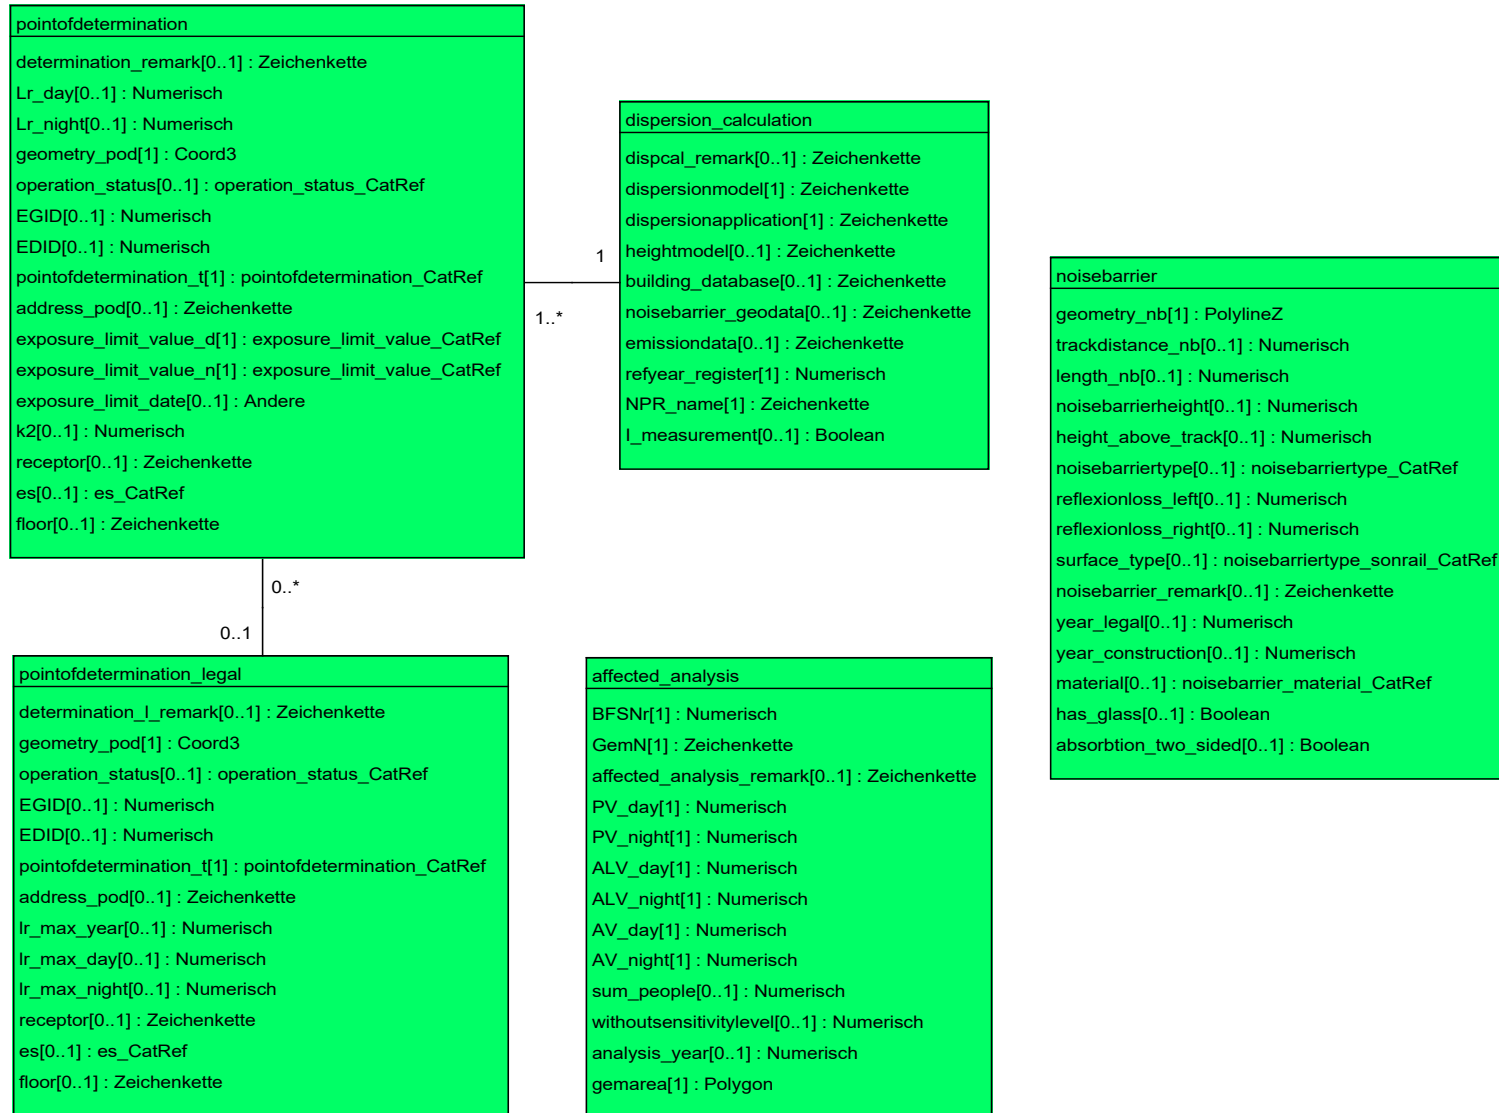 pointofdetermination
determination_remark[0..1] : Zeichenkette
Lr_day[0..1] : Numerisch
Lr_night[0..1] : Numerisch
geometry_pod[1] : Coord3
operation_status[0..1] : operation_status_CatRef
EGID[0..1] : Numerisch
EDID[0..1] : Numerisch
pointofdetermination_t[1] : pointofdetermination_CatRef
address_pod[0..1] : Zeichenkette
exposure_limit_value_d[1] : exposure_limit_value_CatRef
exposure_limit_value_n[1] : exposure_limit_value_CatRef
exposure_limit_date[0..1] : Andere
k2[0..1] : Numerisch
receptor[0..1] : Zeichenkette
es[0..1] : es_CatRef
floor[0..1] : Zeichenkette
1
1..*
dispersion_calculation
dispcal_remark[0..1] : Zeichenkette
dispersionmodel[1] : Zeichenkette
dispersionapplication[1] : Zeichenkette
heightmodel[0..1] : Zeichenkette
building_database[0..1] : Zeichenkette
noisebarrier_geodata[0..1] : Zeichenkette
emissiondata[0..1] : Zeichenkette
refyear_register[1] : Numerisch
NPR_name[1] : Zeichenkette
l_measurement[0..1] : Boolean
noisebarrier
geometry_nb[1] : PolylineZ
trackdistance_nb[0..1] : Numerisch
length_nb[0..1] : Numerisch
noisebarrierheight[0..1] : Numerisch
height_above_track[0..1] : Numerisch
noisebarriertype[0..1] : noisebarriertype_CatRef
reflexionloss_left[0..1] : Numerisch
reflexionloss_right[0..1] : Numerisch
surface_type[0..1] : noisebarriertype_sonrail_CatRef
noisebarrier_remark[0..1] : Zeichenkette
year_legal[0..1] : Numerisch
year_construction[0..1] : Numerisch
material[0..1] : noisebarrier_material_CatRef
has_glass[0..1] : Boolean
absorbtion_two_sided[0..1] : Boolean
0..*
0..1
pointofdetermination_legal
determination_l_remark[0..1] : Zeichenkette
geometry_pod[1] : Coord3
operation_status[0..1] : operation_status_CatRef
EGID[0..1] : Numerisch
EDID[0..1] : Numerisch
pointofdetermination_t[1] : pointofdetermination_CatRef
address_pod[0..1] : Zeichenkette
lr_max_year[0..1] : Numerisch
lr_max_day[0..1] : Numerisch
lr_max_night[0..1] : Numerisch
receptor[0..1] : Zeichenkette
es[0..1] : es_CatRef
floor[0..1] : Zeichenkette
affected_analysis
BFSNr[1] : Numerisch
GemN[1] : Zeichenkette
affected_analysis_remark[0..1] : Zeichenkette
PV_day[1] : Numerisch
PV_night[1] : Numerisch
ALV_day[1] : Numerisch
ALV_night[1] : Numerisch
AV_day[1] : Numerisch
AV_night[1] : Numerisch
sum_people[0..1] : Numerisch
withoutsensitivitylevel[0..1] : Numerisch
analysis_year[0..1] : Numerisch
gemarea[1] : Polygon